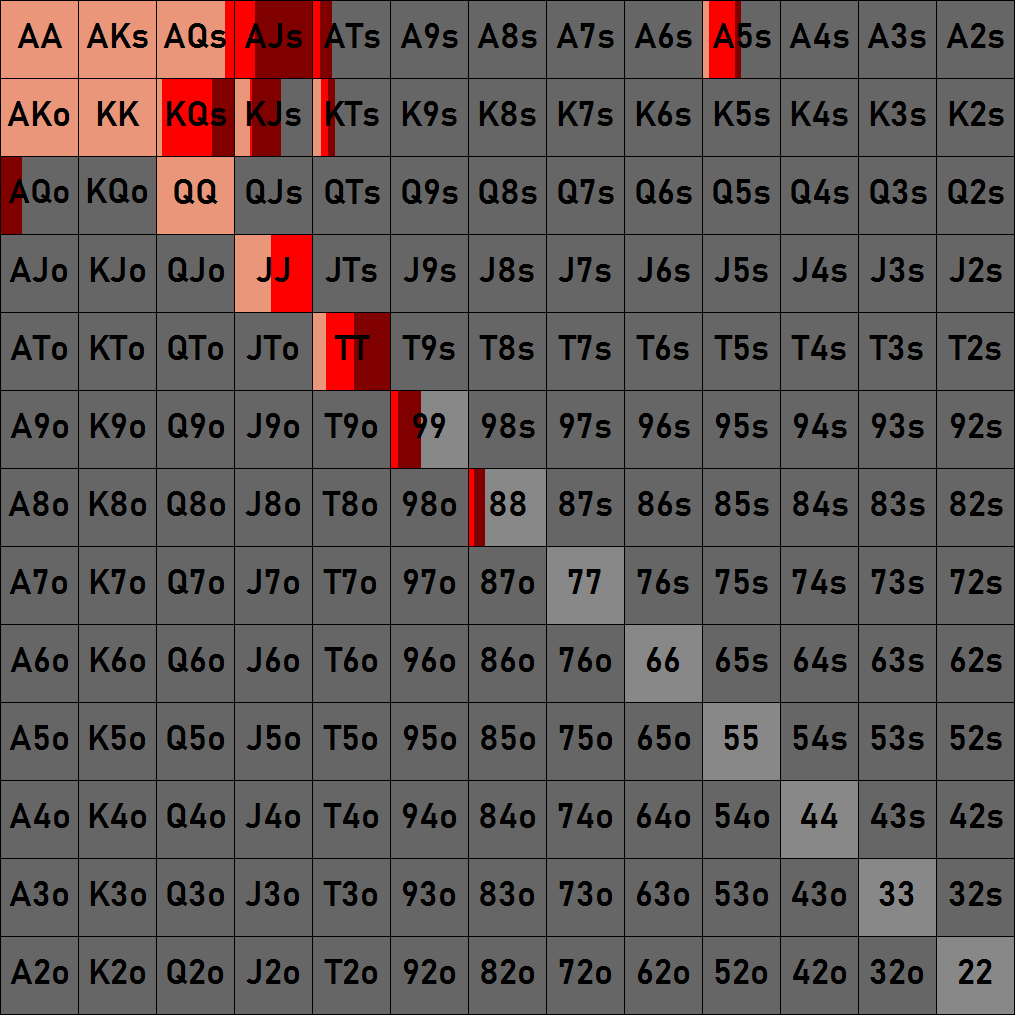 AA AKs AQs AJs ATs A9s A8s A7s A6s A5s A4s A3s A2s
AKo KK KQs KJs KTs K9s K8s K7s K6s K5s K4s K3s K2s
AQo KQo QQ QJs QTs Q9s Q8s Q7s Q6s Q5s Q4s Q3s Q2s
AJo KJo QJo JJ JTs J9s J8s J7s J6s J5s J4s J3s J2s
ATo KTo QTo JTo TT T9s T8s T7s T6s T5s T4s T3s T2s
A9o K9o Q9o J9o T9o 99 98s 97s 96s 95s 94s 93s 92s
A8o K8o Q8o J8o T8o 98o 88 87s 86s 85s 84s 83s 82s
A7o K7o Q7o J7o T7o 97o 87o 77 76s 75s 74s 73s 72s
A6o K6o Q6o J6o T6o 96o 86o 76o 66 65s 64s 63s 62s
A5o K5o Q5o J5o T5o 95o 85o 75o 65o 55 54s 53s 52s
A4o K4o Q4o J4o T4o 94o 84o 74o 64o 54o 44 43s 42s
A3o K3o Q3o J3o T3o 93o 83o 73o 63o 53o 43o 33 32s
A2o K2o Q2o J2o T2o 92o 82o 72o 62o 52o 42o 32o 22